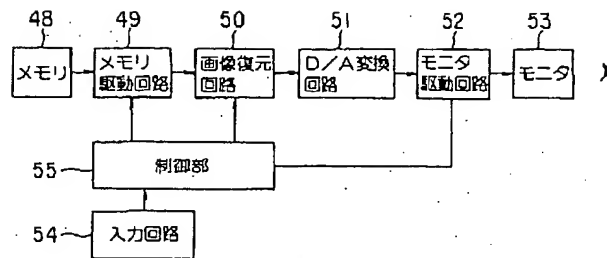 48 49 50 51 52 53
メモリ メモリ 画像復元 D/A変換 モニタ モニタ
駆動回路 回路 回路 駆動回路
55 制御部
54 入力回路